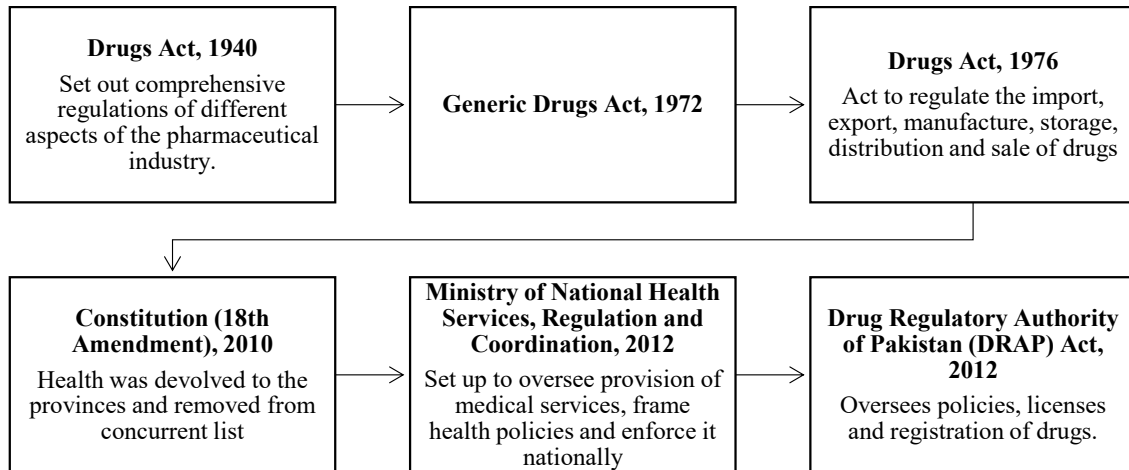 Drugs Act, 1940
Set out comprehensive
regulations of different
aspects of the pharmaceutical
industry.
Generic Drugs Act, 1972
Drugs Act, 1976
Act to regulate the import,
export, manufacture, storage,
distribution and sale of drugs
Constitution (18th
Amendment), 2010
Health was devolved to the
provinces and removed from
concurrent list
Ministry of National Health
Services, Regulation and
Coordination, 2012
Set up to oversee provision of
medical services, frame
health policies and enforce it
nationally
Drug Regulatory Authority
of Pakistan (DRAP) Act,
2012
Oversees policies, licenses
and registration of drugs.